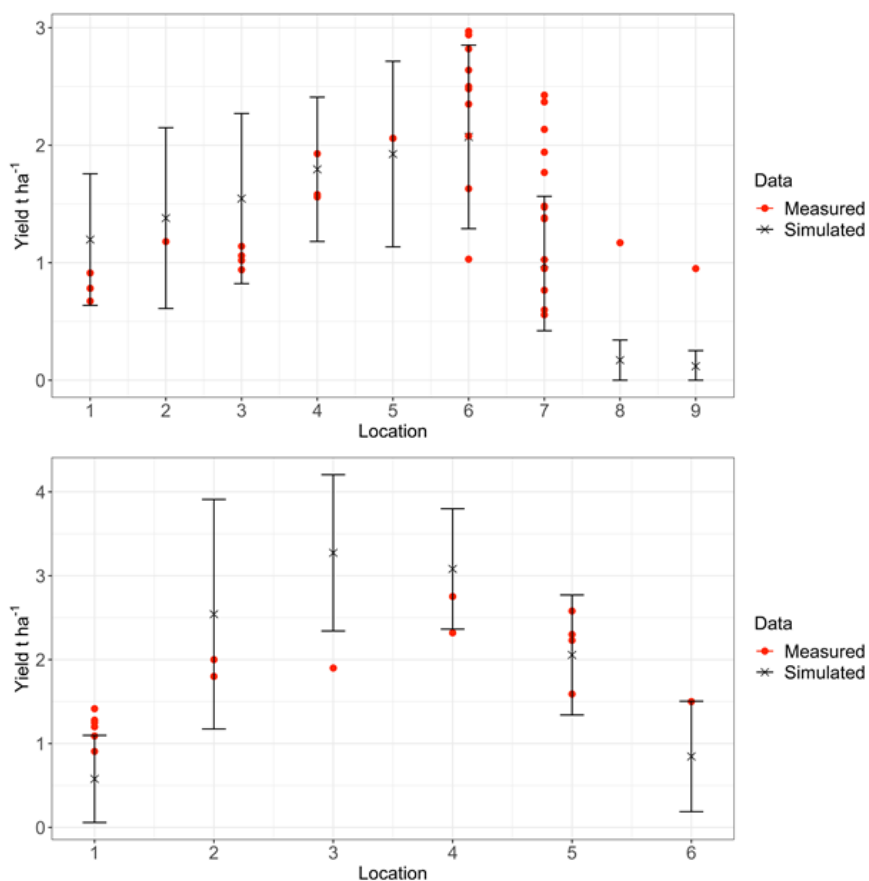 3
2
1
0
Yield t ha⁻¹
1 2 3 4 5 6 7 8 9
Location
Data
Measured
Simulated
4
3
2
1
0
Yield t ha⁻¹
1 2 3 4 5 6
Location
Data
Measured
Simulated